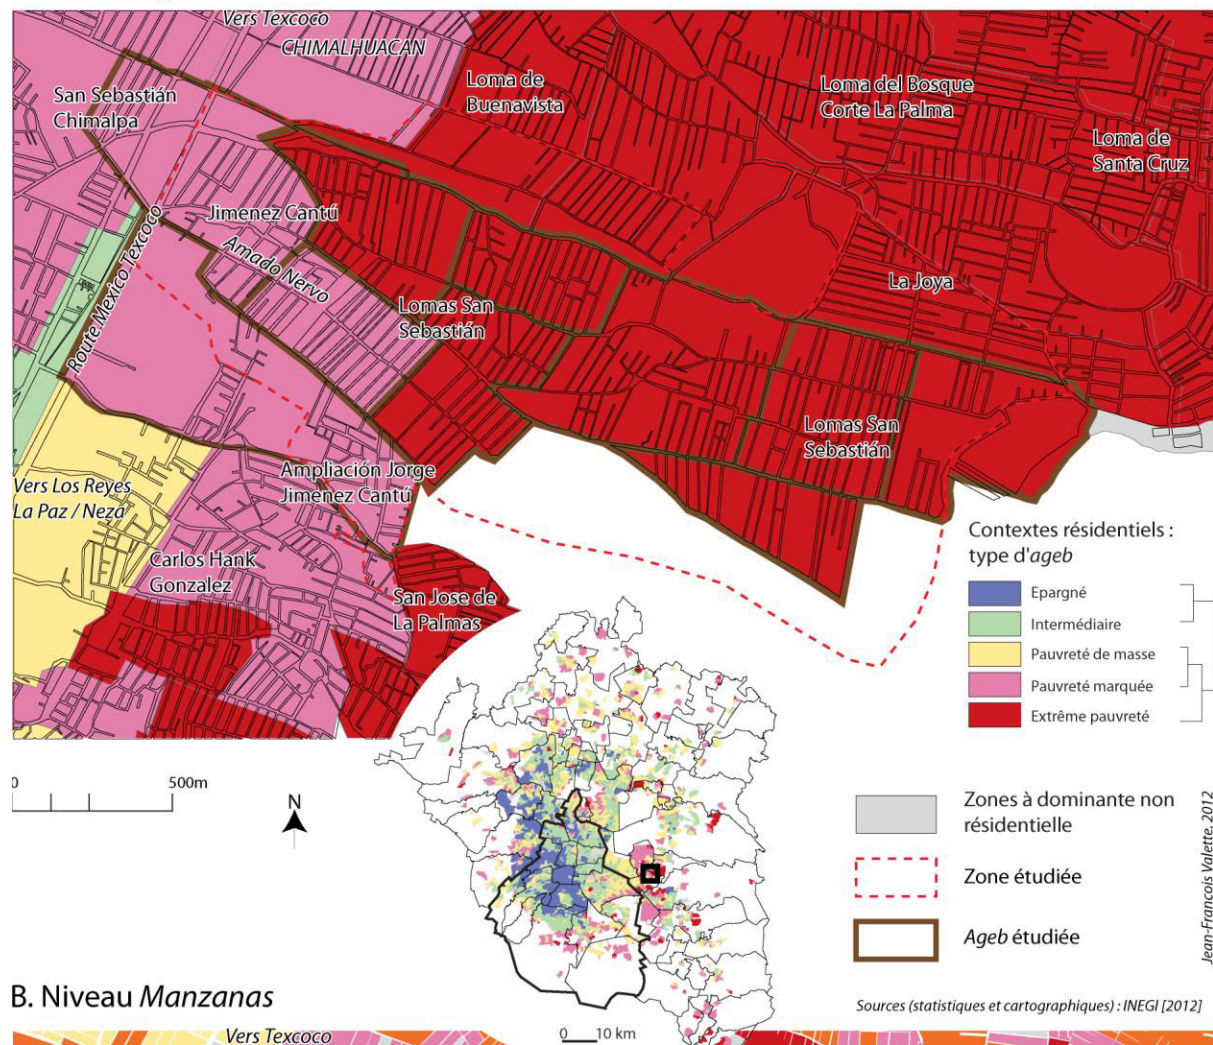 Vers Texcoco
CHIMALHUACAN
San Sebastián
Chimalpa
Loma de
Buenavista
Loma del Bosque
Corte La Palma
Loma de
Santa Cruz
Jimenez Cantú
Amado Nervo
Route Mexico Texcoco
Lomas San
Sebastián
La Joya
Lomas San
Sebastián
Ampliación Jorge
Jimenez Cantú
Vers Los Reyes
La Paz / Neza
Carlos Hank
Gonzalez
San Jose de
La Palmas
Contextes résidentiels :
type d'ageb
Epargné
Intermédiaire
Pauvreté de masse
Pauvreté marquée
Extrême pauvreté
0 500m
N
Zones à dominante non
résidentielle
Zone étudiée
Ageb étudiée
Jean-Francois Valette, 2012
B. Niveau Manzanas
Sources (statistiques et cartographiques) : INEGI [2012]
0 10 km
Vers Texcoco